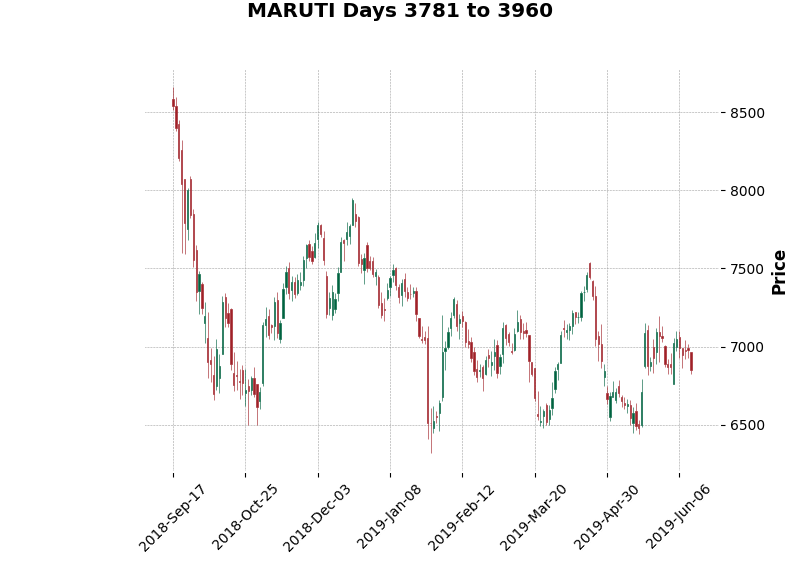 MARUTI Days 3781 to 3960
8500
8000
7500
7000
6500
Price
2018-Sep-17
2018-Oct-25
2018-Dec-03
2019-Jan-08
2019-Feb-12
2019-Mar-20
2019-Apr-30
2019-Jun-06